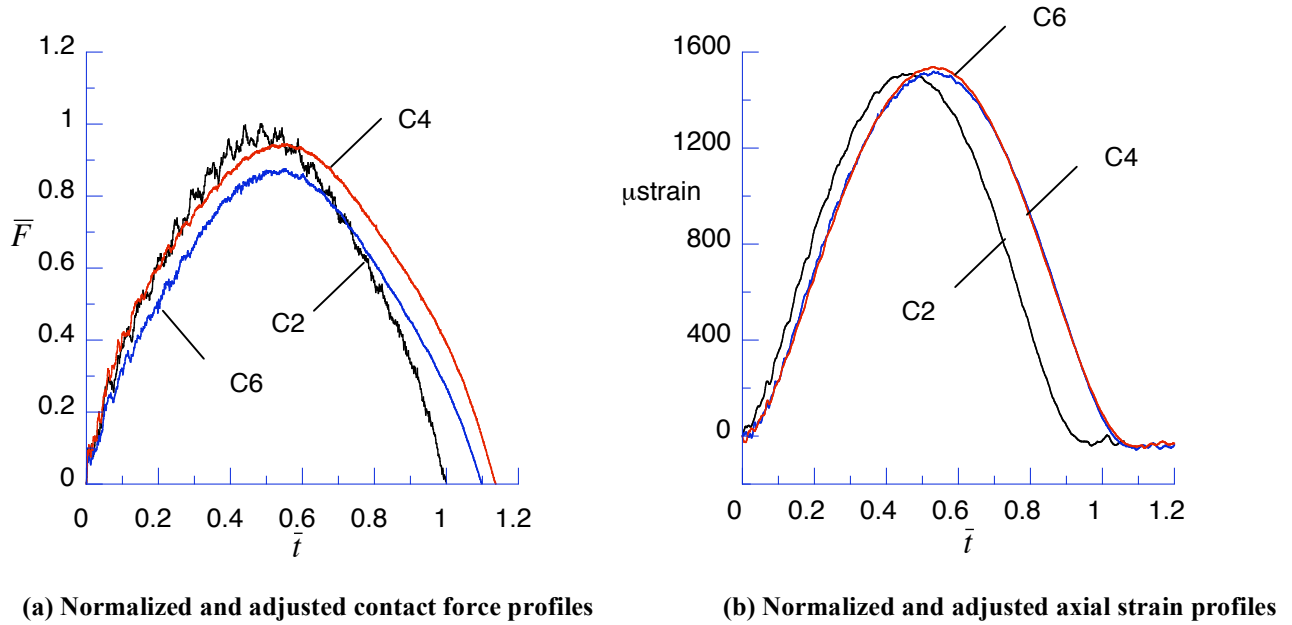 1.2
1
0.8
0.6
0.4
0.2
0
F̅
C4
C2
C6
0 0.2 0.4 0.6 0.8 1 1.2
t̄
(a) Normalized and adjusted contact force profiles
1600
1200
800
400
0
μstrain
C6
C4
C2
0 0.2 0.4 0.6 0.8 1 1.2
t̄
(b) Normalized and adjusted axial strain profiles